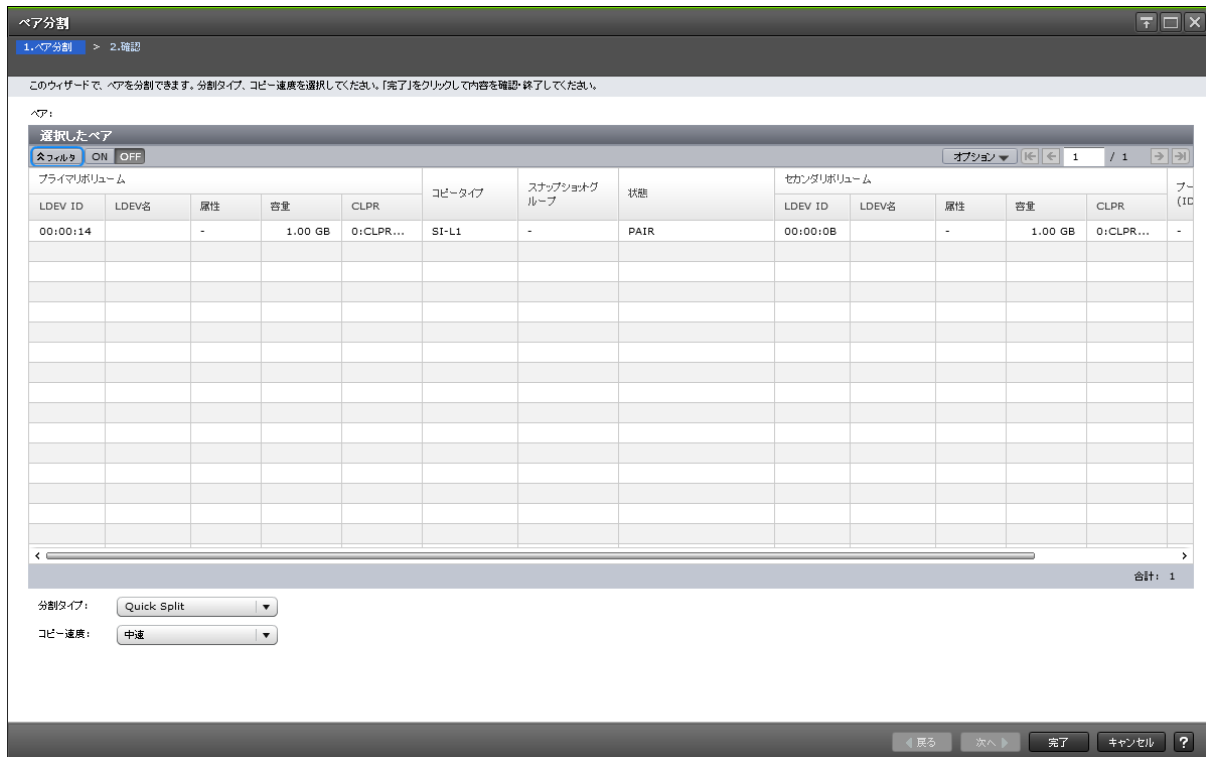 ペア分割
1.ペア分割 > 2.確認
このウィザードで、ペアを分割できます。分割タイプ、コピー速度を選択してください。「完了」をクリックして内容を確認・終了してください。
ペア:
選択したペア
フィルタ ON OFF オプション 1 / 1
プライマリボリューム コピータイプ スナップショットグ 状態 セカンダリボリューム プー
ループ (ID
LDEV ID LDEV名 属性 容量 CLPR LDEV ID LDEV名 属性 容量 CLPR
00:00:14 - 1.00 GB 0:CLPR... SI-L1 - PAIR 00:00:0B - 1.00 GB 0:CLPR... -
合計: 1
分割タイプ: Quick Split
コピー速度: 中速
戻る 次へ 完了 キャンセル ?